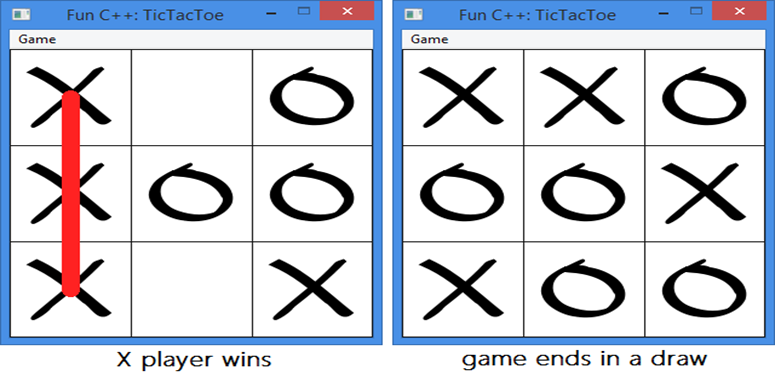 Fun C++: TicTacToe
Game
X player wins
Fun C++: TicTacToe
Game
game ends in a draw